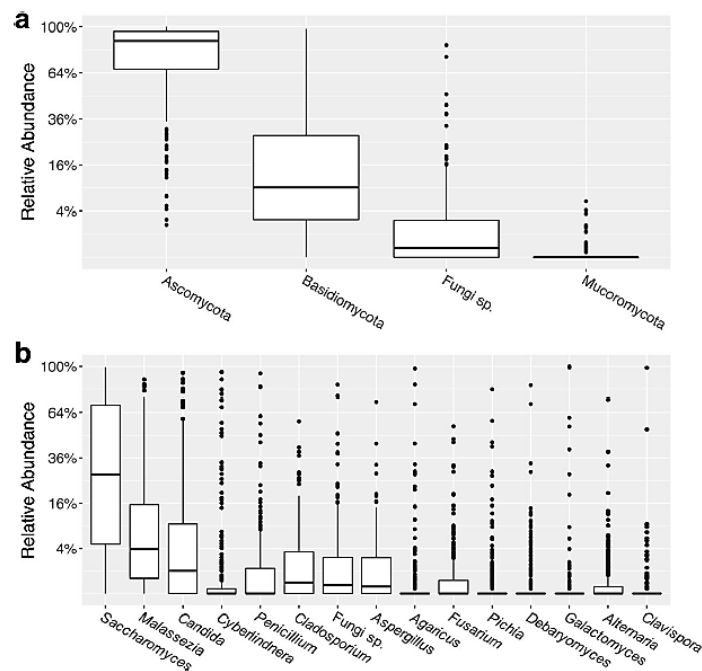 a
100%
64%
36%
16%
4%
Relative Abundance
Ascomycota
Basidiomycota
Fungi sp.
Mucoromycota
b
100%
64%
36%
16%
4%
Relative Abundance
Saccharomyces
Malassezia
Candida
Cyberlindnera
Penicillium
Cladosporium
Fungi sp.
Aspergillus
Agaricus
Fusarium
Pichia
Debaryomyces
Galactomyces
Alternaria
Clavispora